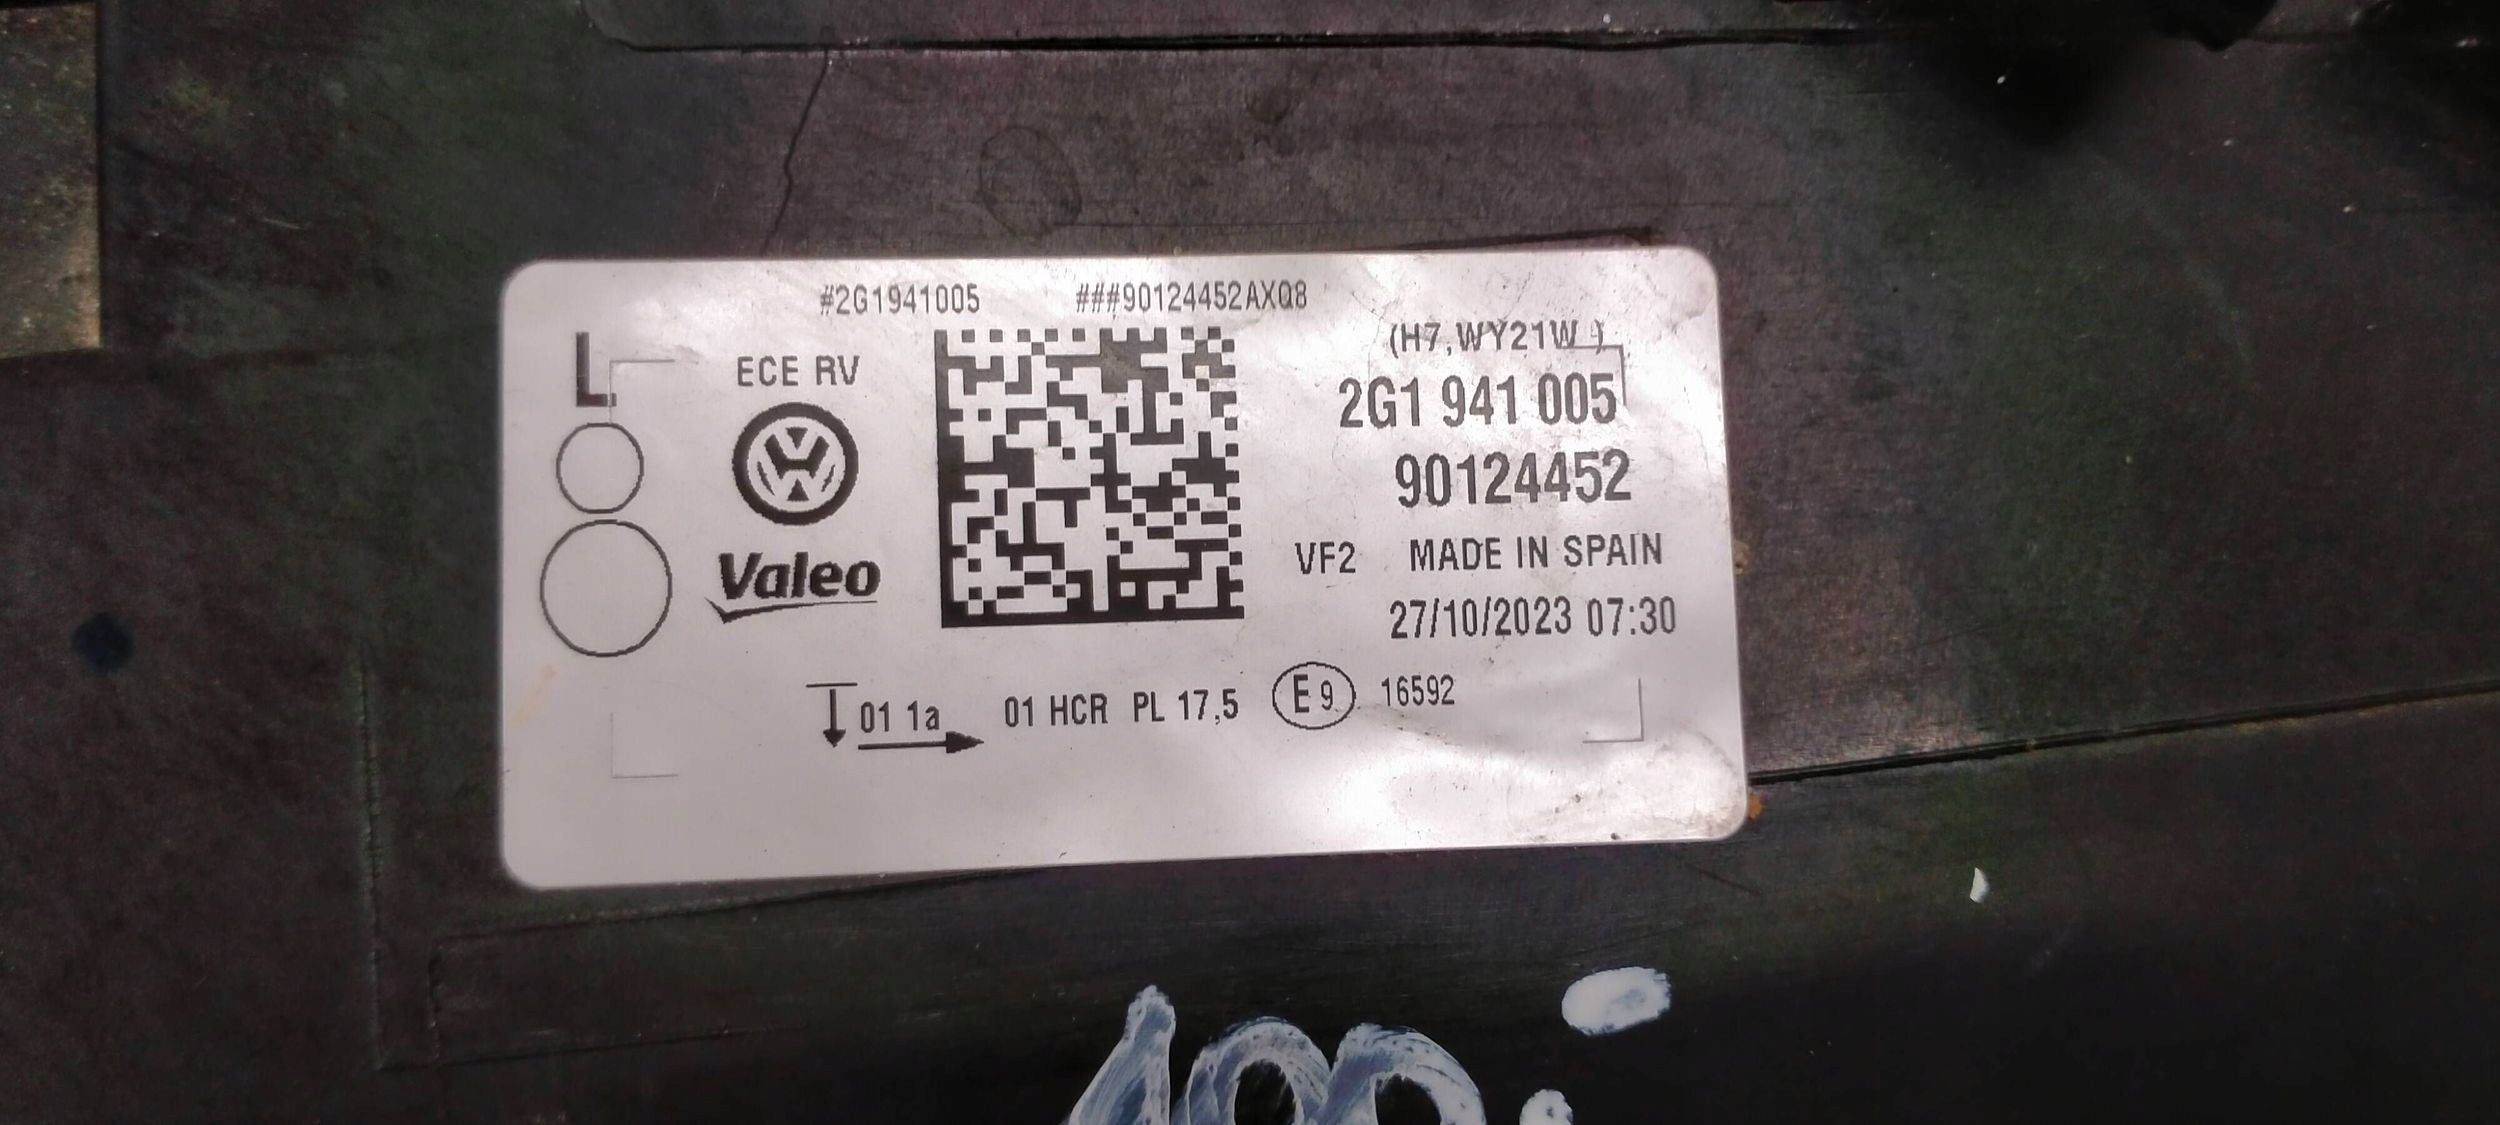 #2G1941005 ###90124452AXQ8
L
ECE RV
(H7,WY21W )
2G1 941 005
90124452
Valeo
VF2 MADE IN SPAIN
27/10/2023 07:30
01 1a 01 HCR PL 17,5 E9 16592